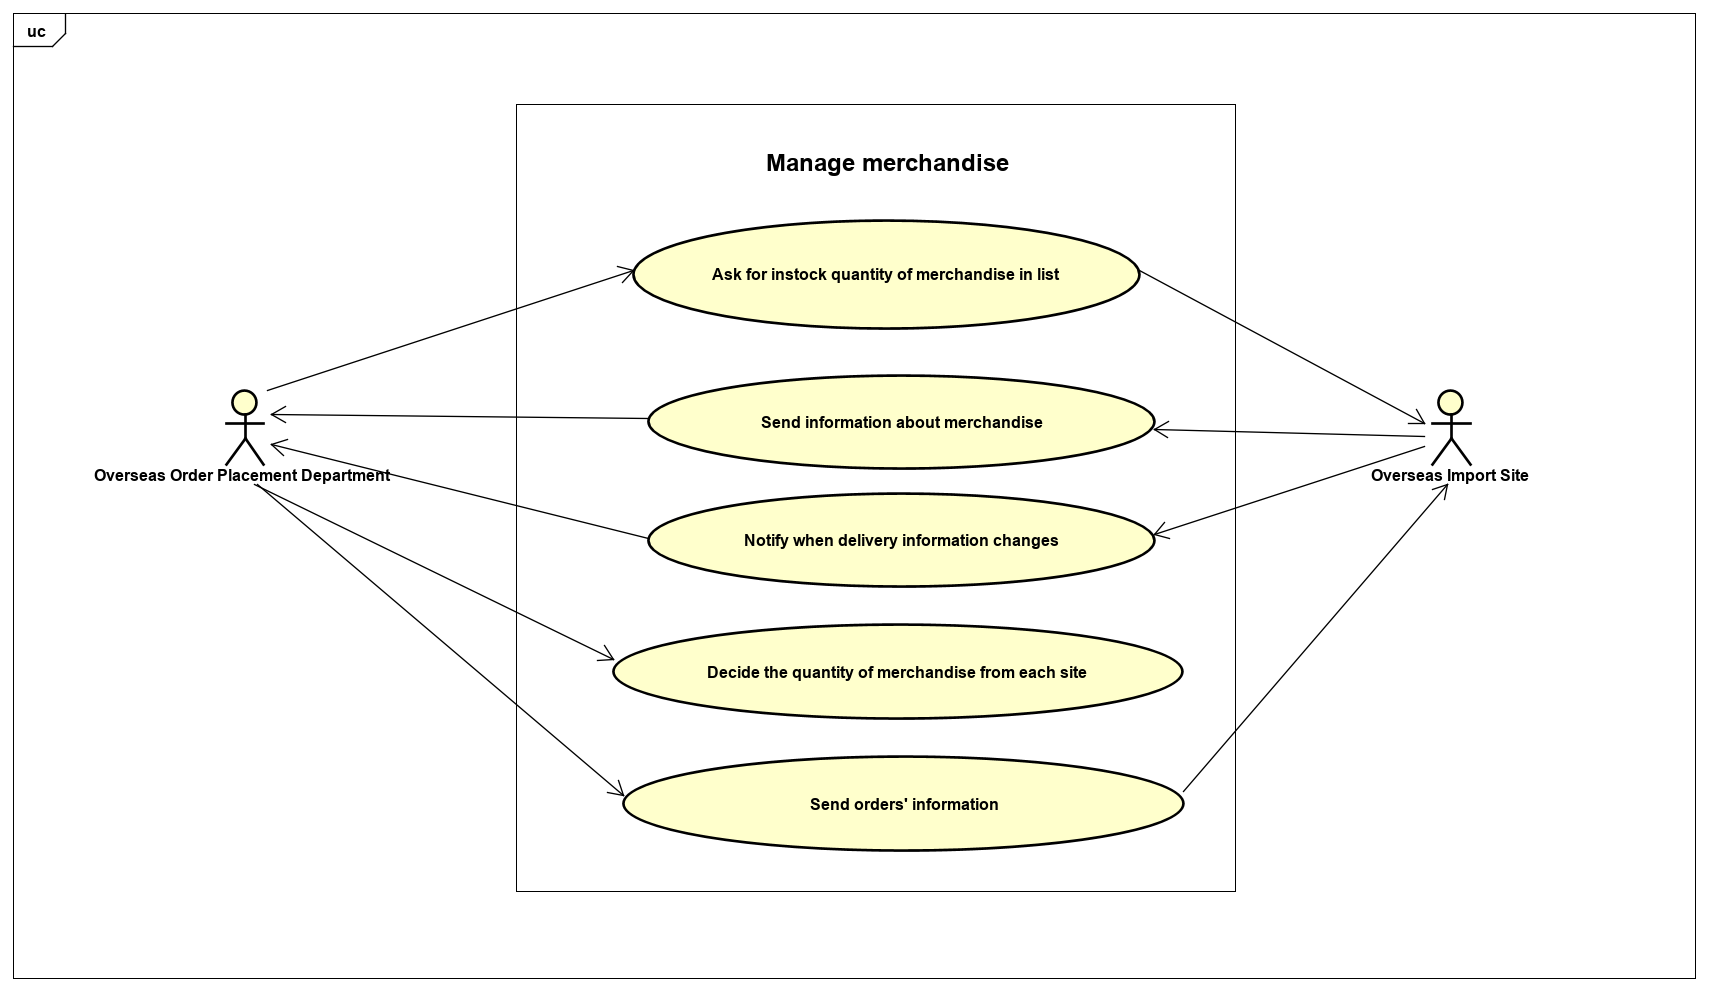 uc
Manage merchandise
Ask for instock quantity of merchandise in list
Send information about merchandise
Overseas Order Placement Department
Overseas Import Site
Notify when delivery information changes
Decide the quantity of merchandise from each site
Send orders' information